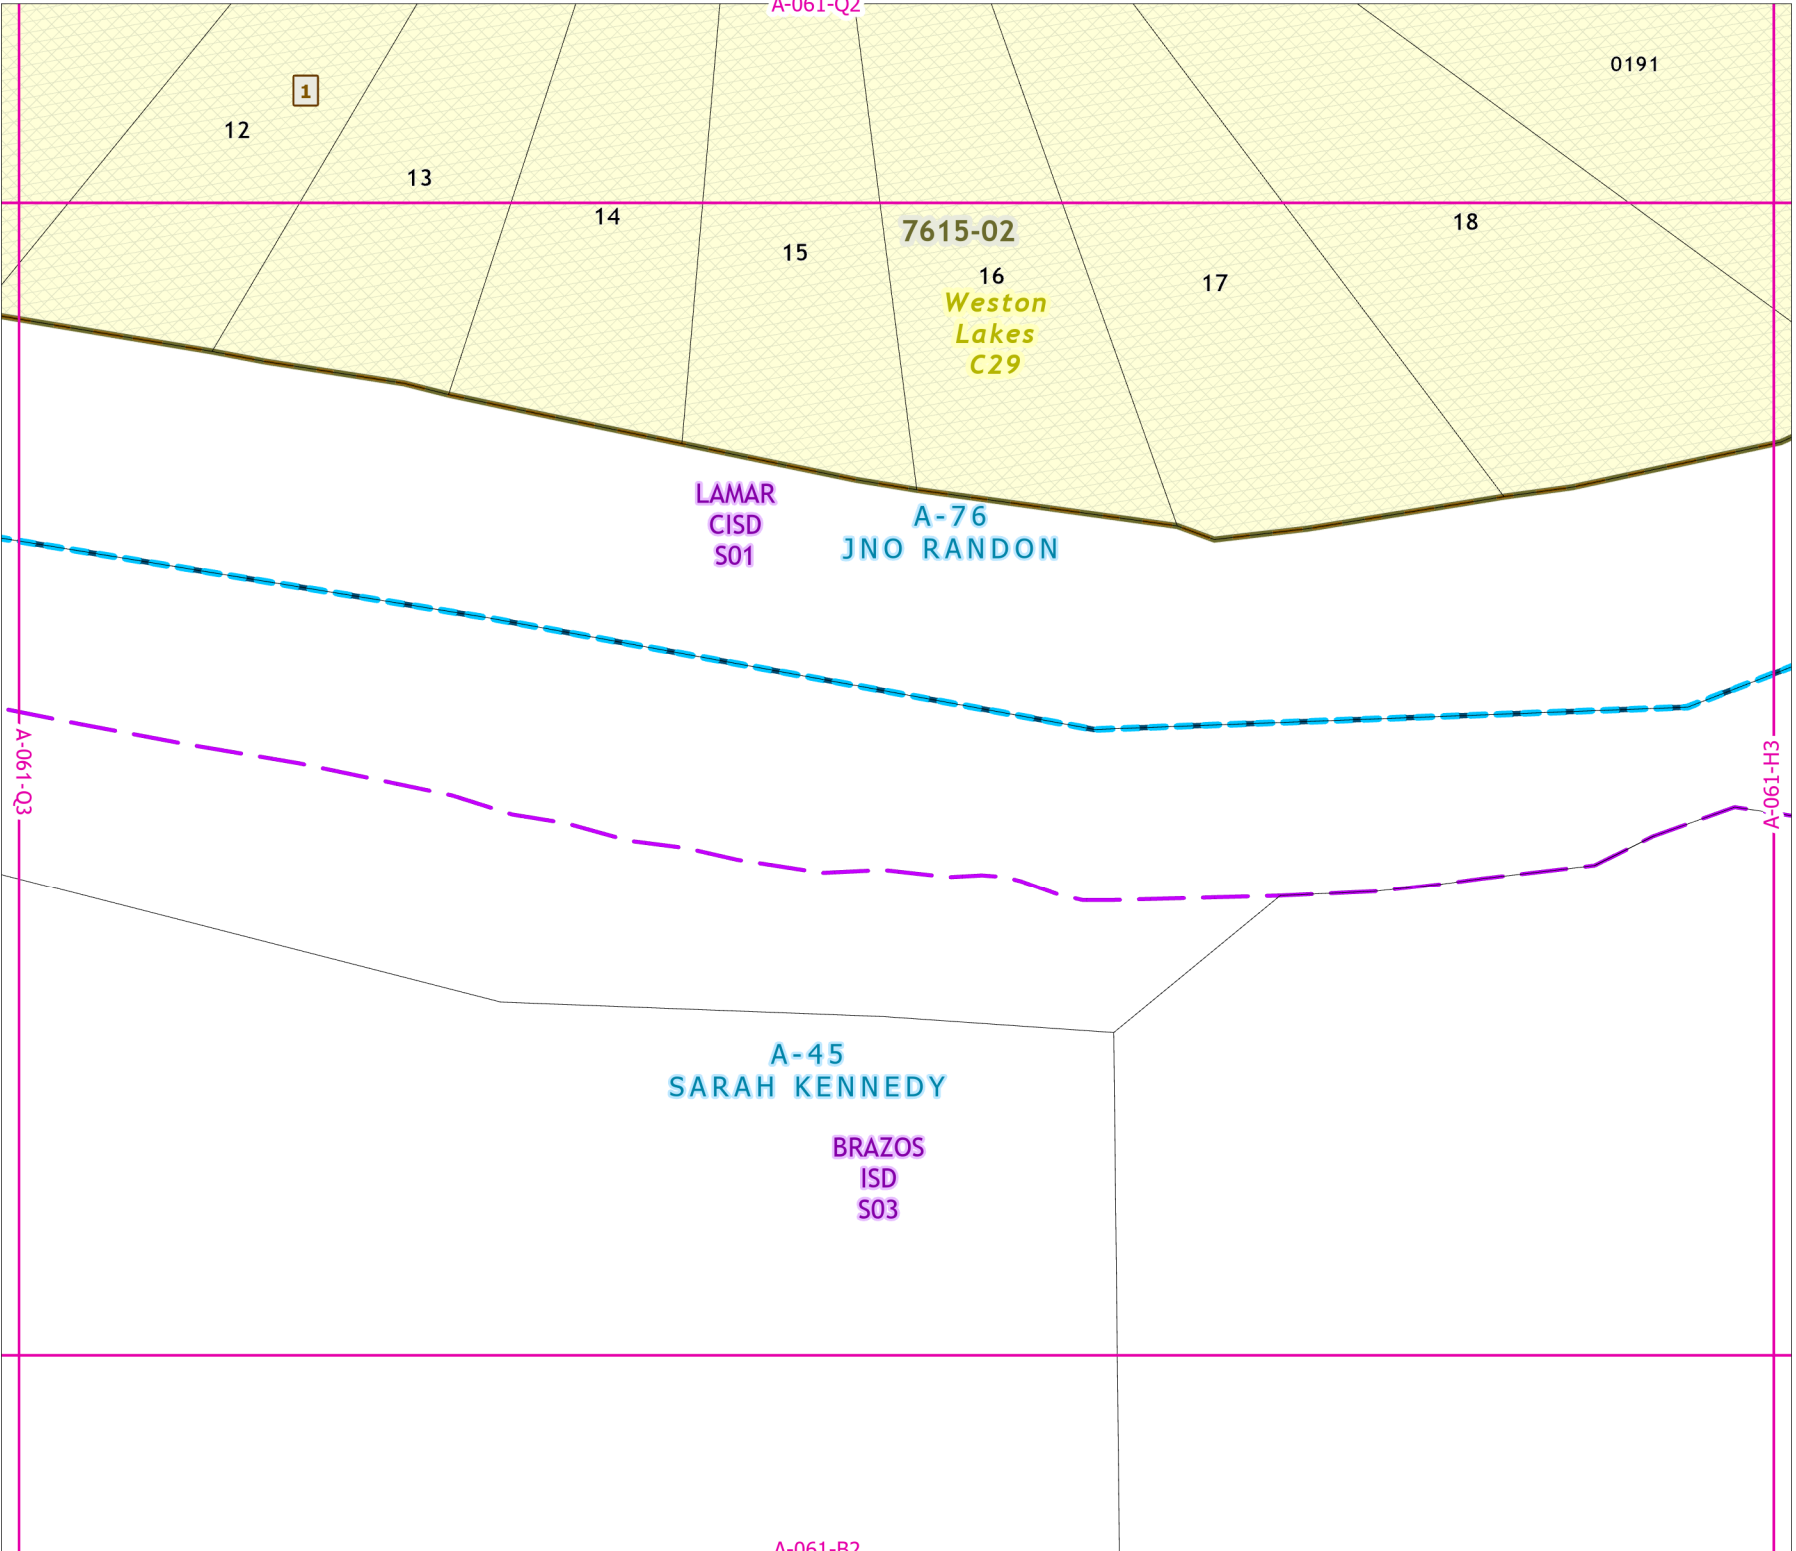 A-061-Q2
0191
1
12
13
14
15
7615-02
16
17
18
Weston
Lakes
C29
LAMAR
CISD
S01
A-76
JNO RANDON
A-061-Q3
A-061-H3
A-45
SARAH KENNEDY
BRAZOS
ISD
S03
A-061-B2